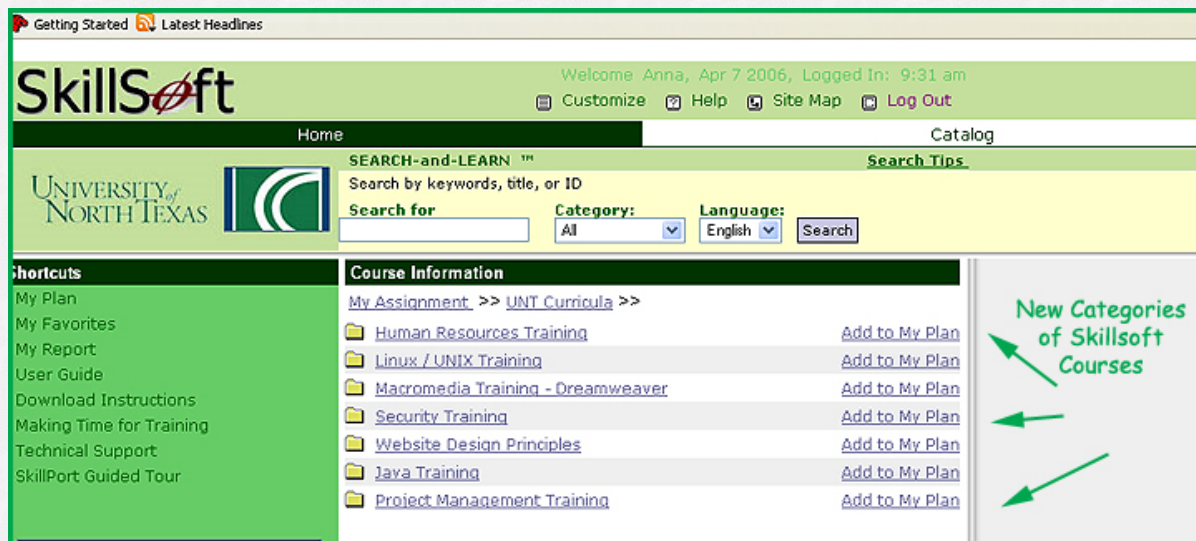 Getting Started Latest Headlines
SkillSoft
Welcome Anna, Apr 7 2006, Logged In: 9:31 am
Customize Help Site Map Log Out
Home Catalog
UNIVERSITY of
NORTH TEXAS
SEARCH-and-LEARN ™ Search Tips
Search by keywords, title, or ID
Search for Category: Language:
All English Search
Shortcuts
My Plan
My Favorites
My Report
User Guide
Download Instructions
Making Time for Training
Technical Support
SkillPort Guided Tour
Course Information
My Assignment >> UNT Curricula >>
Human Resources Training Add to My Plan
Linux / UNIX Training Add to My Plan
Macromedia Training - Dreamweaver Add to My Plan
Security Training Add to My Plan
Website Design Principles Add to My Plan
Java Training Add to My Plan
Project Management Training Add to My Plan
New Categories
of Skillsoft
Courses